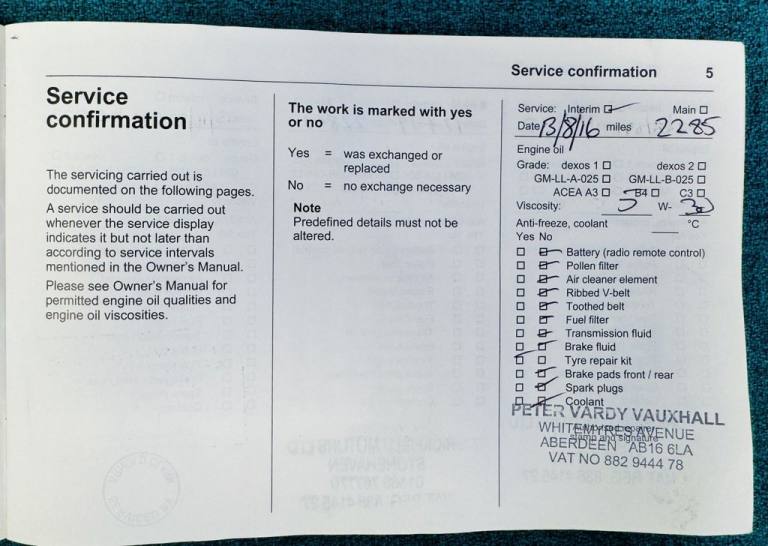 Service confirmation 5
Service
confirmation
The servicing carried out is
documented on the following pages.
A service should be carried out
whenever the service display
indicates it but not later than
according to service intervals
mentioned in the Owner's Manual.
Please see Owner's Manual for
permitted engine oil qualities and
engine oil viscosities.
The work is marked with yes
or no
Yes = was exchanged or
replaced
No = no exchange necessary
Note
Predefined details must not be
altered.
Service: Interim ☑ Main ☐
Date 13/8/16 miles 2285
Engine oil
Grade: dexos 1 ☐ dexos 2 ☐
GM-LL-A-025 ☐ GM-LL-B-025 ☐
ACEA A3 ☐ B4 ☐ C3 ☐
Viscosity: 5 W- 30
Anti-freeze, coolant °C
Yes No
☐ ☑ Battery (radio remote control)
☐ ☑ Pollen filter
☐ ☑ Air cleaner element
☐ ☑ Ribbed V-belt
☐ ☑ Toothed belt
☐ ☑ Fuel filter
☐ ☑ Transmission fluid
☐ ☑ Brake fluid
☑ ☐ Tyre repair kit
☐ ☑ Brake pads front / rear
☐ ☑ Spark plugs
☐ ☑ Coolant
PETER VARDY VAUXHALL
WHITEMYRES AVENUE
stamp and signature
ABERDEEN AB16 6LA
VAT NO 882 9444 78